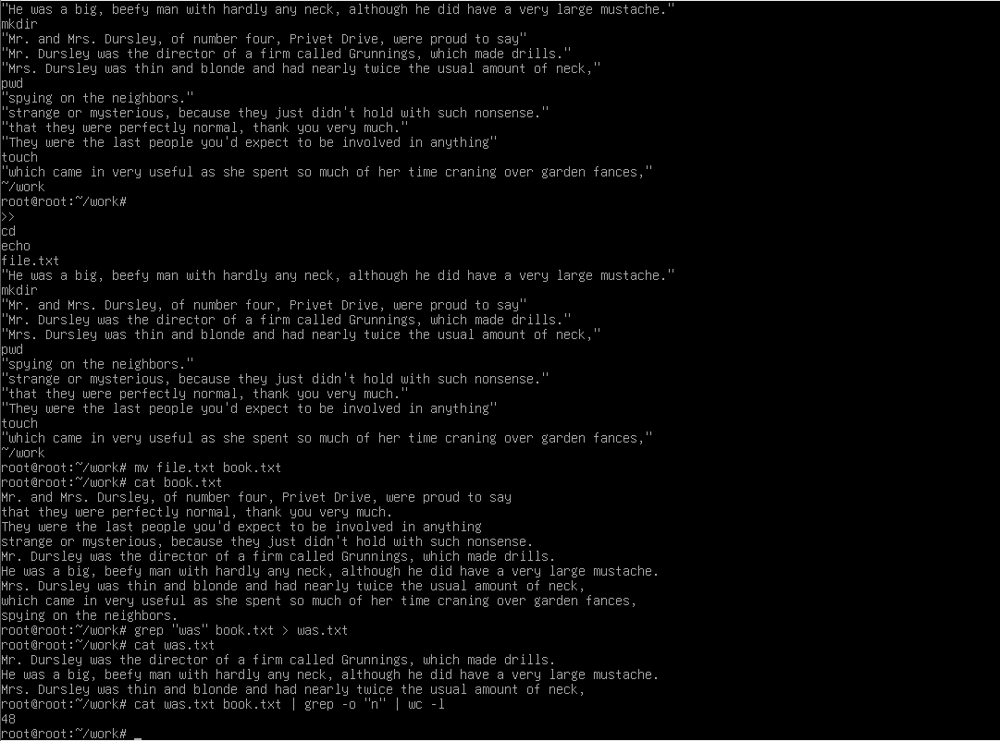 "He was a big, beefy man with hardly any neck, although he did have a very large mustache."
mkdir
"Mr. and Mrs. Dursley, of number four, Privet Drive, were proud to say"
"Mr. Dursley was the director of a firm called Grunnings, which made drills."
"Mrs. Dursley was thin and blonde and had nearly twice the usual amount of neck,"
pwd
"spying on the neighbors."
"strange or mysterious, because they just didn't hold with such nonsense."
"that they were perfectly normal, thank you very much."
"They were the last people you'd expect to be involved in anything"
touch
"which came in very useful as she spent so much of her time craning over garden fances,"
~/work
root@root:~/work#
>>
cd
echo
file.txt
"He was a big, beefy man with hardly any neck, although he did have a very large mustache."
mkdir
"Mr. and Mrs. Dursley, of number four, Privet Drive, were proud to say"
"Mr. Dursley was the director of a firm called Grunnings, which made drills."
"Mrs. Dursley was thin and blonde and had nearly twice the usual amount of neck,"
pwd
"spying on the neighbors."
"strange or mysterious, because they just didn't hold with such nonsense."
"that they were perfectly normal, thank you very much."
"They were the last people you'd expect to be involved in anything"
touch
"which came in very useful as she spent so much of her time craning over garden fances,"
~/work
root@root:~/work# mv file.txt book.txt
root@root:~/work# cat book.txt
Mr. and Mrs. Dursley, of number four, Privet Drive, were proud to say
that they were perfectly normal, thank you very much.
They were the last people you'd expect to be involved in anything
strange or mysterious, because they just didn't hold with such nonsense.
Mr. Dursley was the director of a firm called Grunnings, which made drills.
He was a big, beefy man with hardly any neck, although he did have a very large mustache.
Mrs. Dursley was thin and blonde and had nearly twice the usual amount of neck,
which came in very useful as she spent so much of her time craning over garden fances,
spying on the neighbors.
root@root:~/work# grep "was" book.txt > was.txt
root@root:~/work# cat was.txt
Mr. Dursley was the director of a firm called Grunnings, which made drills.
He was a big, beefy man with hardly any neck, although he did have a very large mustache.
Mrs. Dursley was thin and blonde and had nearly twice the usual amount of neck,
root@root:~/work# cat was.txt book.txt | grep -o "n" | wc -l
48
root@root:~/work# _